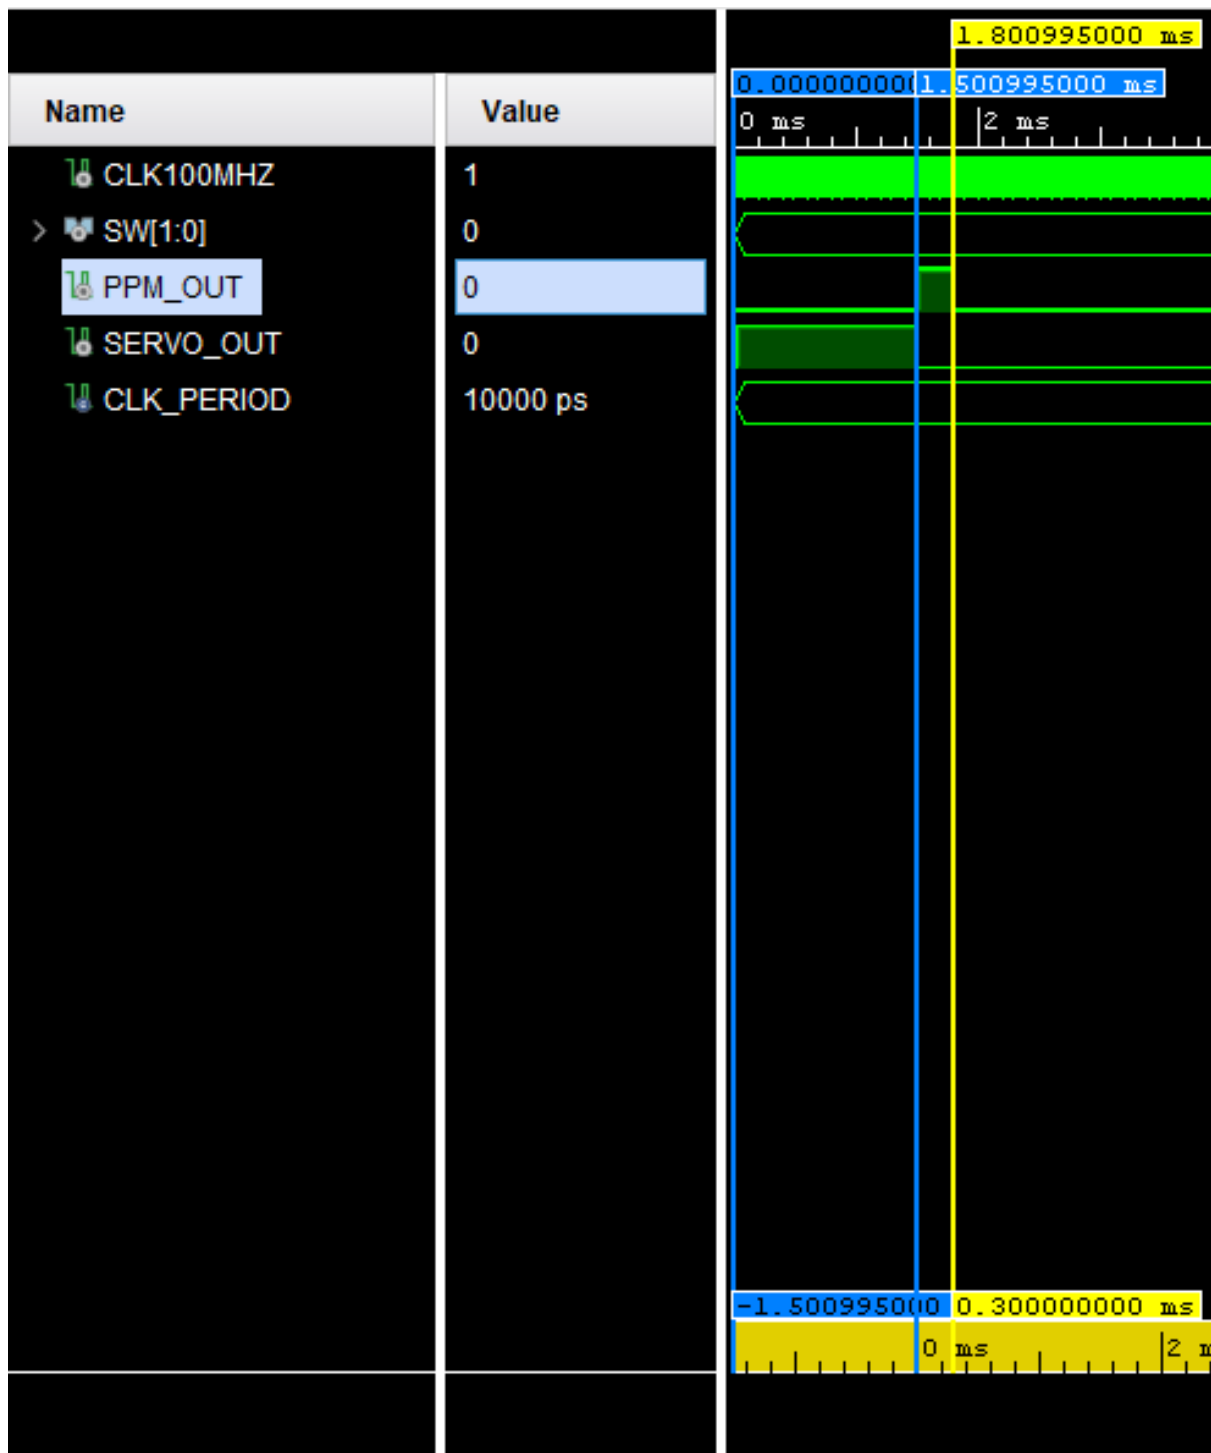 1.800995000 ms
0.000000000 1.500995000 ms
Name Value 0 ms 2 ms
CLK100MHZ 1
> SW[1:0] 0
PPM_OUT 0
SERVO_OUT 0
CLK_PERIOD 10000 ps
-1.500995000 0.300000000 ms
0 ms 2